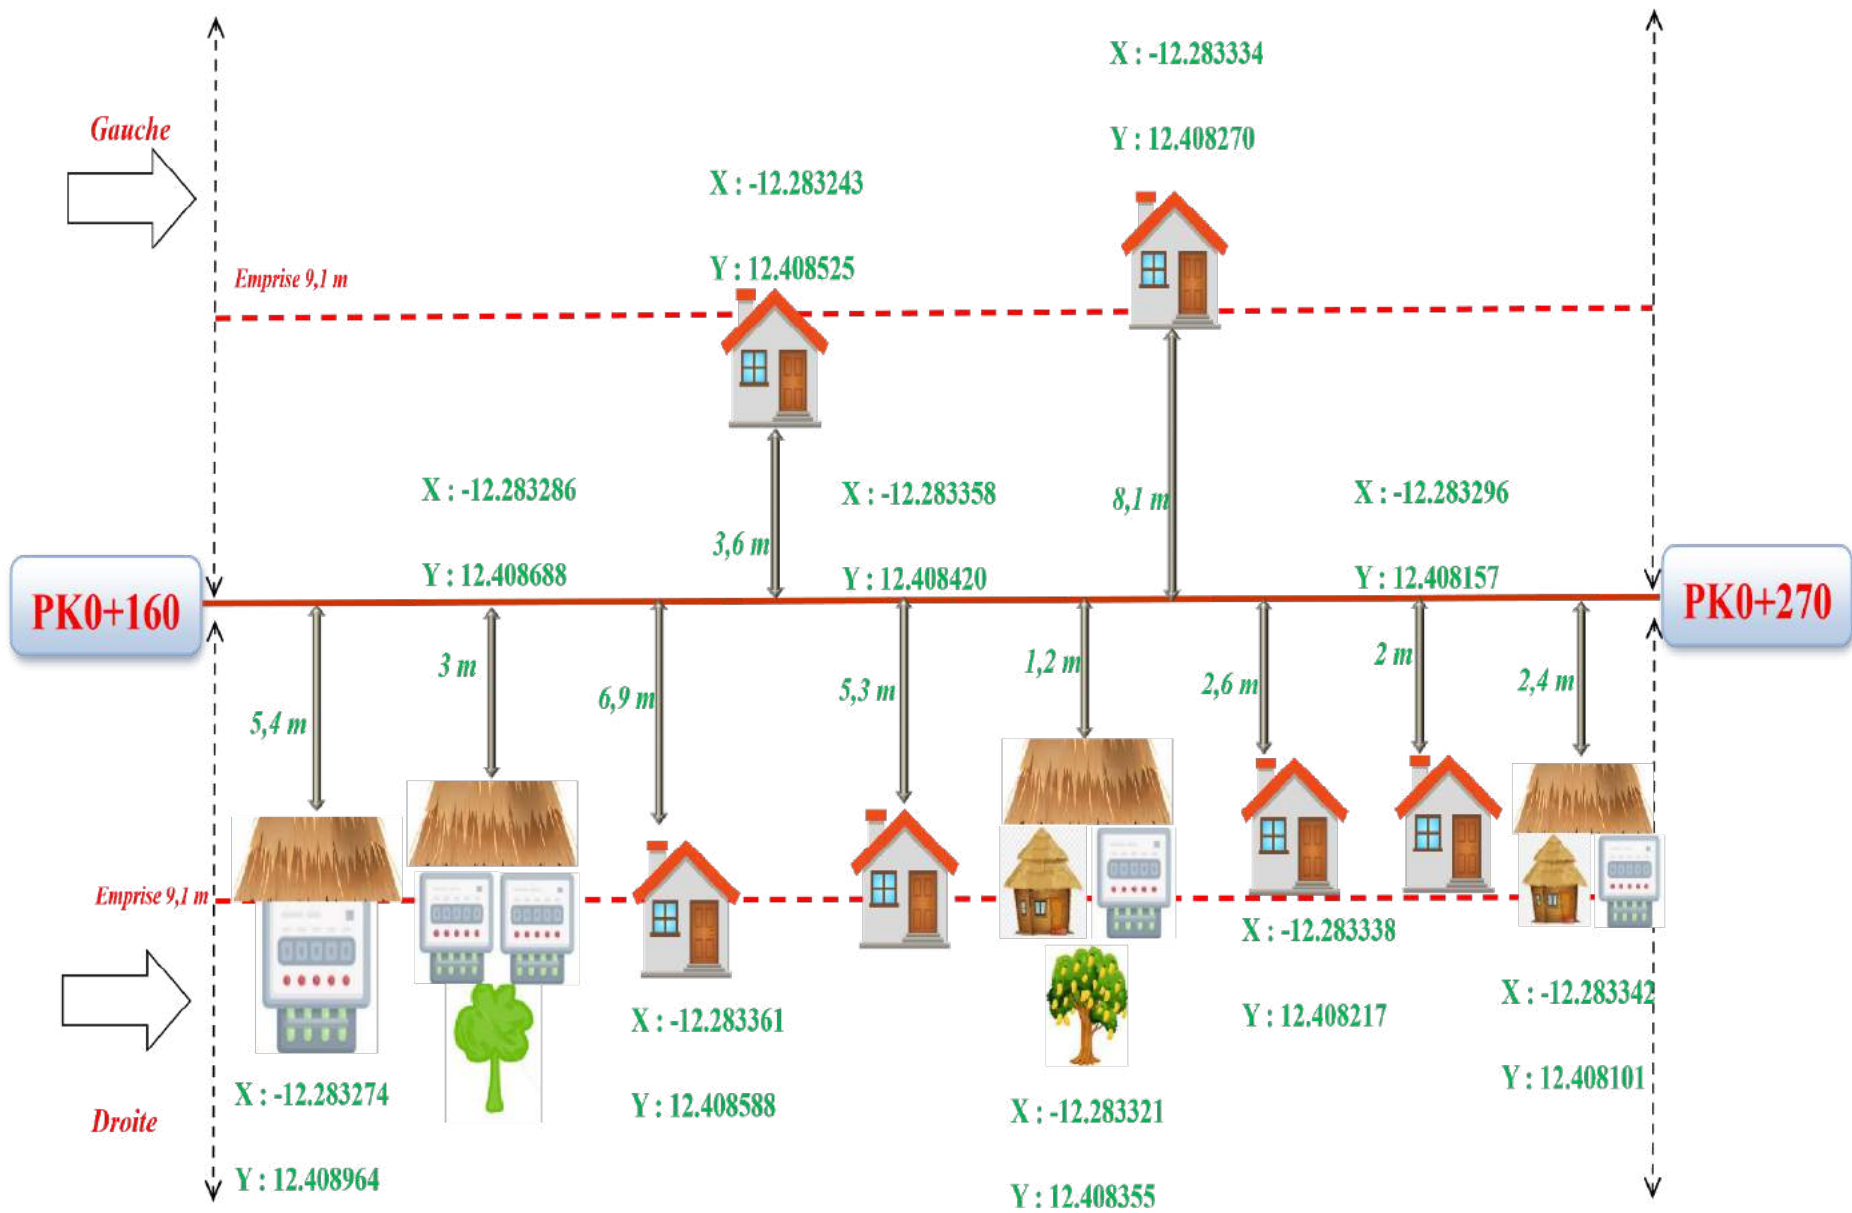 X : -12.283334
Gauche
Y : 12.408270
X : -12.283243
Y : 12.408525
Emprise 9,1 m
X : -12.283286
X : -12.283358
8,1 m
X : -12.283296
3,6 m
Y : 12.408688
Y : 12.408420
Y : 12.408157
PK0+160
PK0+270
5,4 m
3 m
6,9 m
5,3 m
1,2 m
2,6 m
2 m
2,4 m
Emprise 9,1 m
X : -12.283338
X : -12.283342
X : -12.283361
Y : 12.408217
Y : 12.408101
X : -12.283274
Y : 12.408588
X : -12.283321
Droite
Y : 12.408964
Y : 12.408355